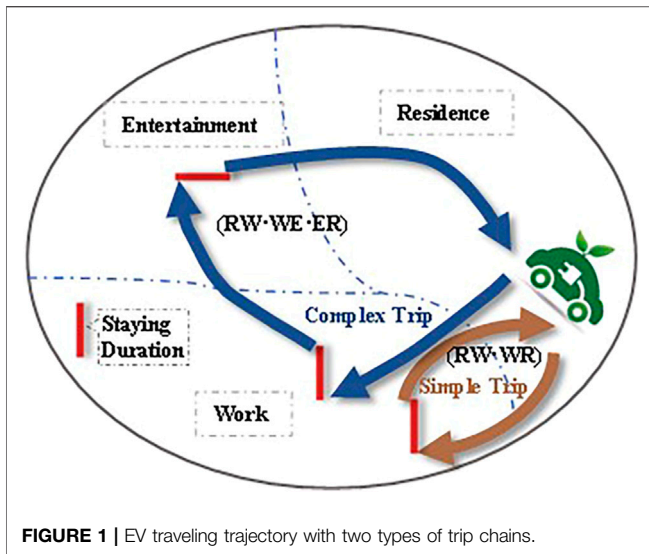 Entertainment
Residence
(RW·WE·ER)
Staying
Duration
Complex Trip
(RW·WR)
Simple Trip
Work
FIGURE 1 | EV traveling trajectory with two types of trip chains.